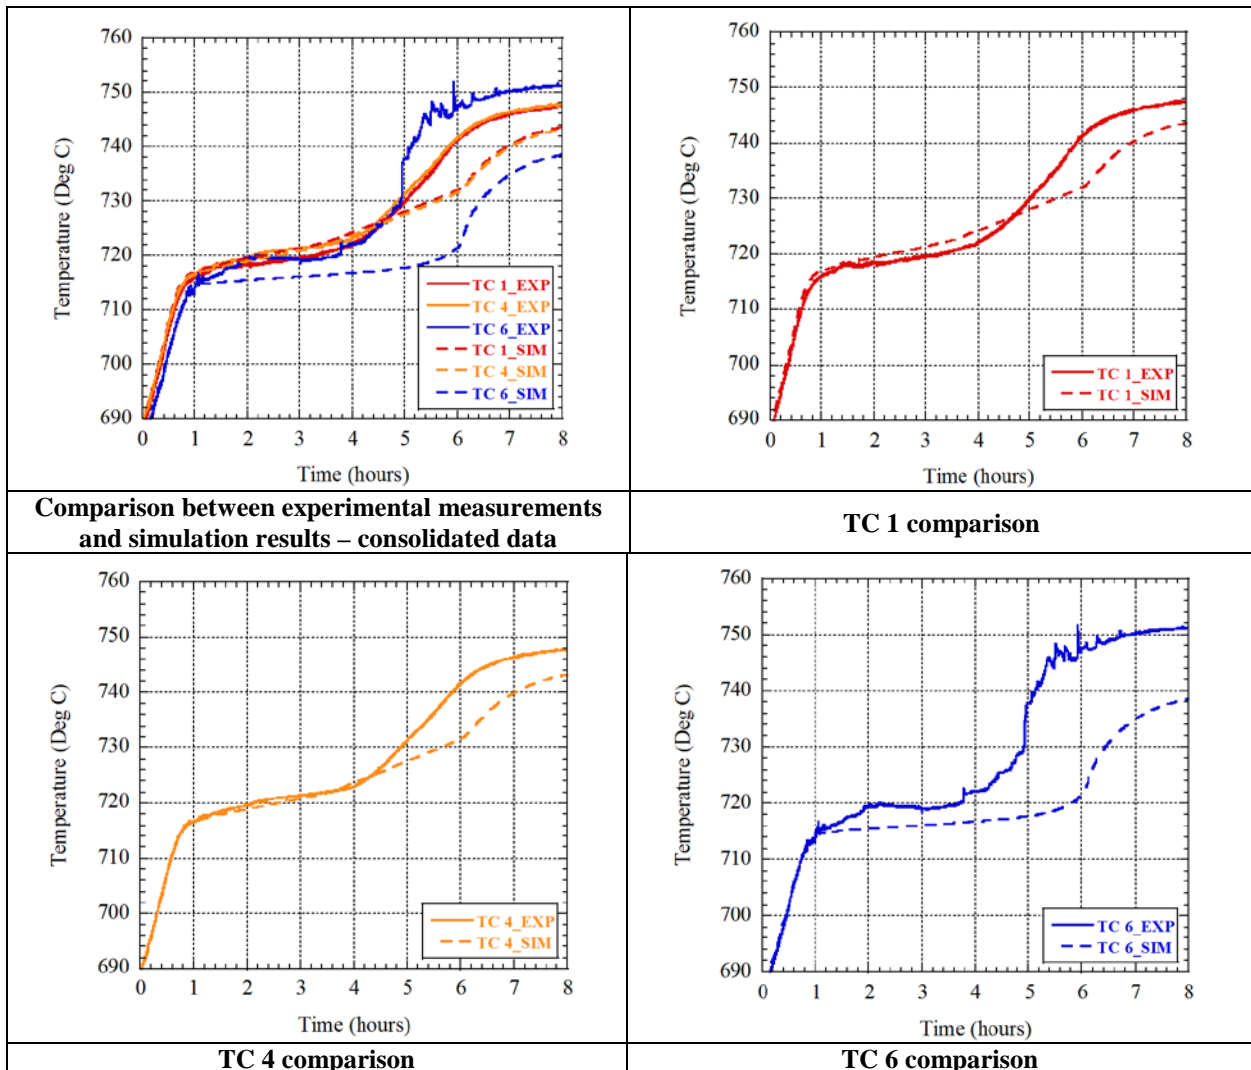 760
750
740
730
720
710
700
690
Temperature (Deg C)
0 1 2 3 4 5 6 7 8
Time (hours)
TC 1_EXP
TC 4_EXP
TC 6_EXP
TC 1_SIM
TC 4_SIM
TC 6_SIM
Comparison between experimental measurements
and simulation results – consolidated data
760
750
740
730
720
710
700
690
Temperature (Deg C)
0 1 2 3 4 5 6 7 8
Time (hours)
TC 1_EXP
TC 1_SIM
TC 1 comparison
760
750
740
730
720
710
700
690
Temperature (Deg C)
0 1 2 3 4 5 6 7 8
Time (hours)
TC 4_EXP
TC 4_SIM
TC 4 comparison
760
750
740
730
720
710
700
690
Temperature (Deg C)
0 1 2 3 4 5 6 7 8
Time (hours)
TC 6_EXP
TC 6_SIM
TC 6 comparison